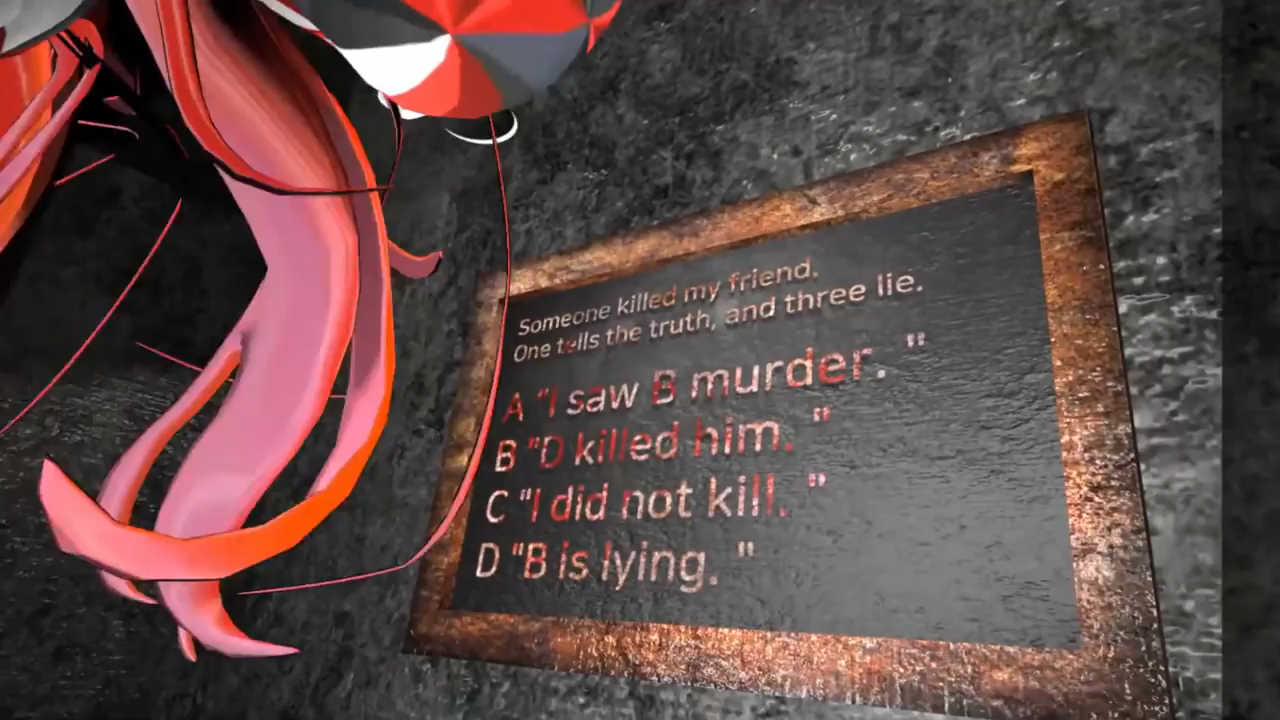 Someone killed my friend.
One tells the truth, and three lie.
A "I saw B murder. "
B "D killed him. "
C "I did not kill. "
D "B is lying. "